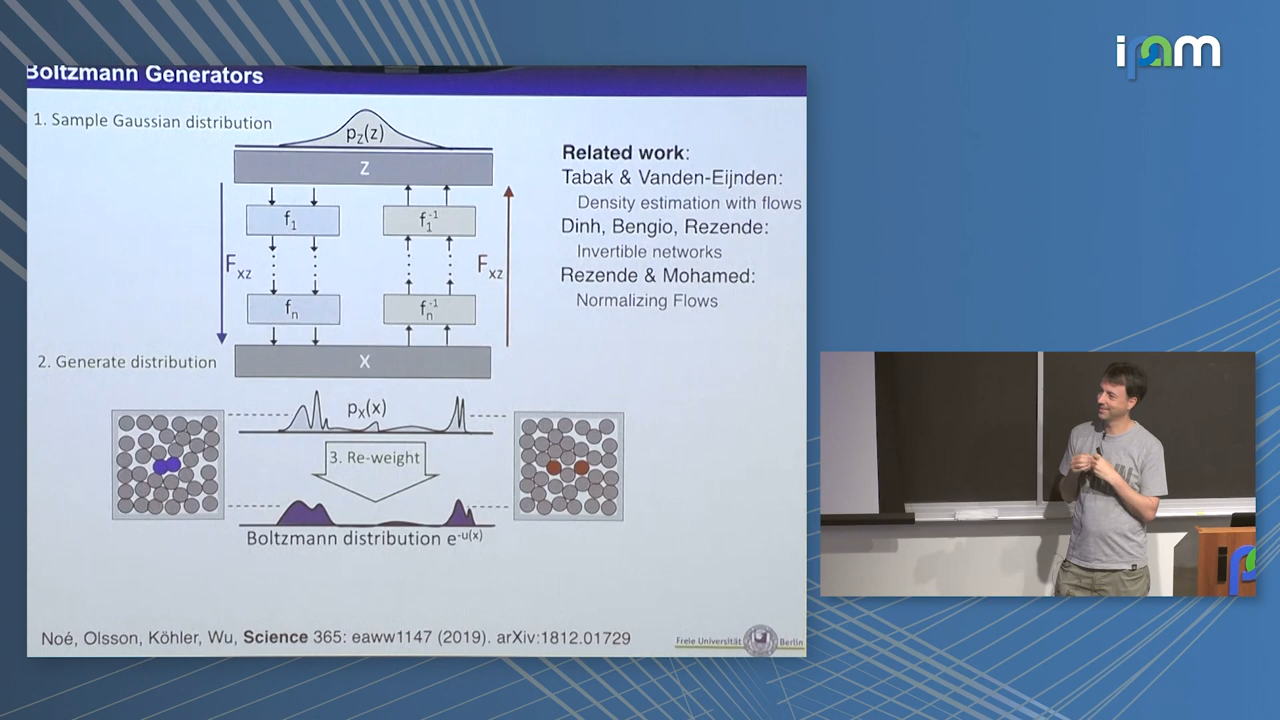 ipam
Boltzmann Generators
1. Sample Gaussian distribution
pZ(z)
Z
f1
f1-1
Fxz
Fxz
fn
fn-1
2. Generate distribution
X
pX(x)
3. Re-weight
Boltzmann distribution e-u(x)
Related work:
Tabak & Vanden-Eijnden:
Density estimation with flows
Dinh, Bengio, Rezende:
Invertible networks
Rezende & Mohamed:
Normalizing Flows
Noé, Olsson, Köhler, Wu, Science 365: eaww1147 (2019). arXiv:1812.01729
Freie Universität Berlin